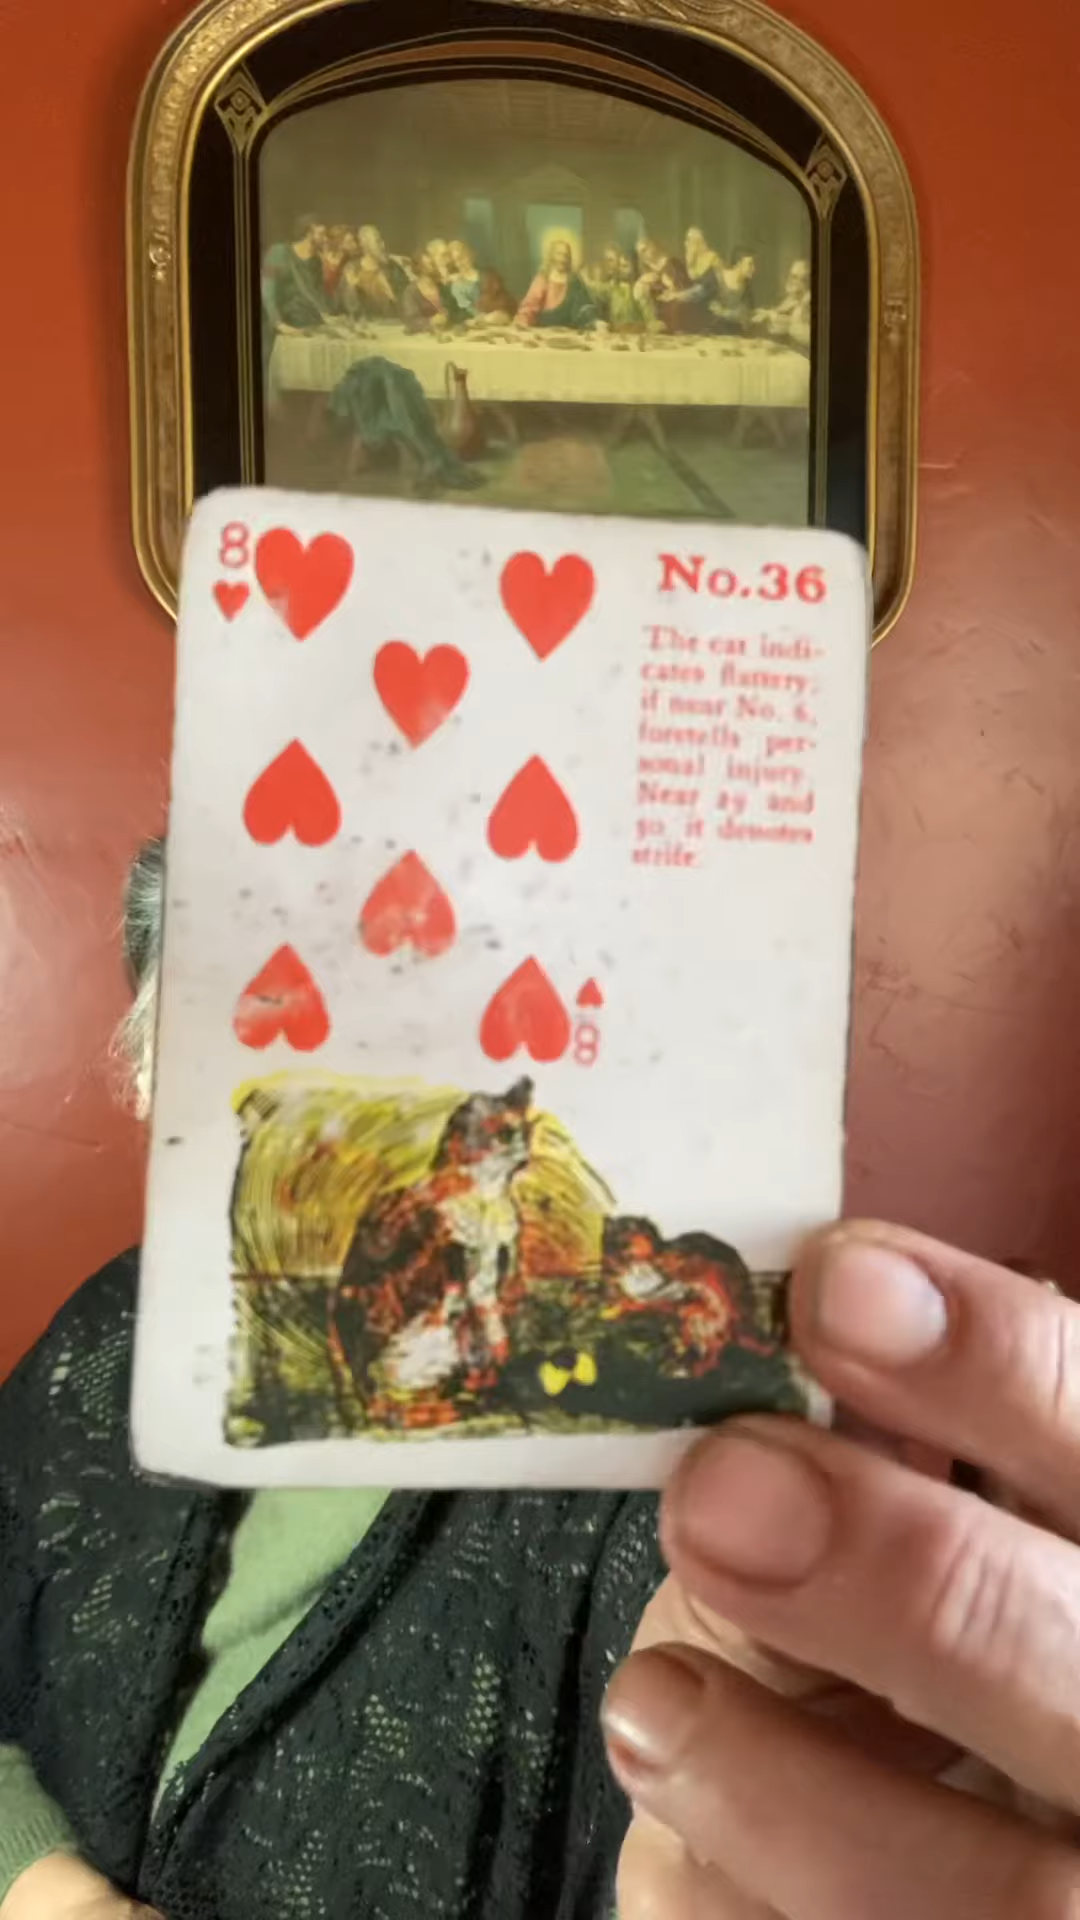 8
No.36
The cat indi-
cates flattery;
if near No. 6,
foretells per-
sonal injury.
Near 29 and
30 it denotes
strife.
8